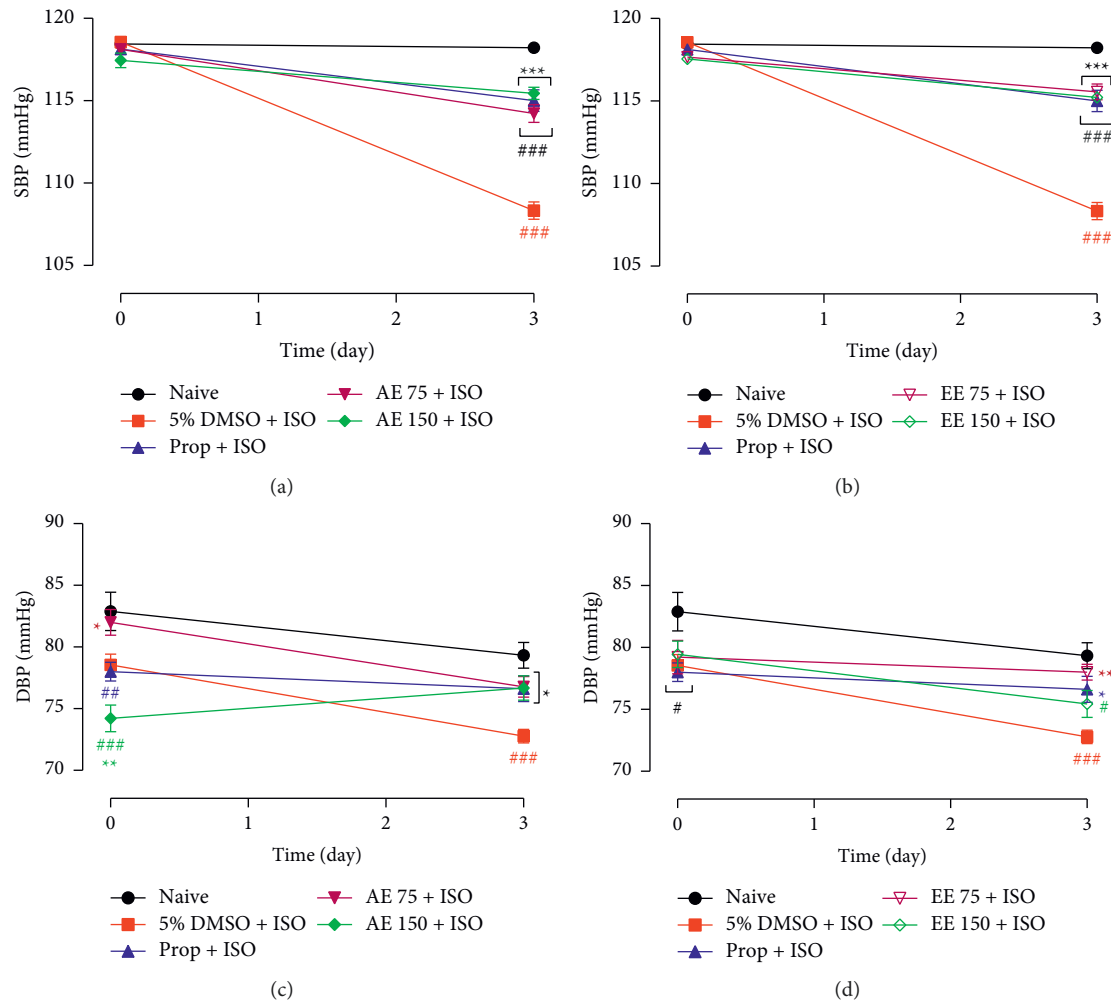 120
115
110
105
SBP (mmHg)
***
###
###
0 1 2 3
Time (day)
Naive AE 75 + ISO
5% DMSO + ISO AE 150 + ISO
Prop + ISO
(a)
120
115
110
105
SBP (mmHg)
***
###
###
0 1 2 3
Time (day)
Naive EE 75 + ISO
5% DMSO + ISO EE 150 + ISO
Prop + ISO
(b)
90
85
80
75
70
DBP (mmHg)
*
##
###
**
*
###
0 1 2 3
Time (day)
Naive AE 75 + ISO
5% DMSO + ISO AE 150 + ISO
Prop + ISO
(c)
90
85
80
75
70
DBP (mmHg)
#
**
*
#
###
0 1 2 3
Time (day)
Naive EE 75 + ISO
5% DMSO + ISO EE 150 + ISO
Prop + ISO
(d)